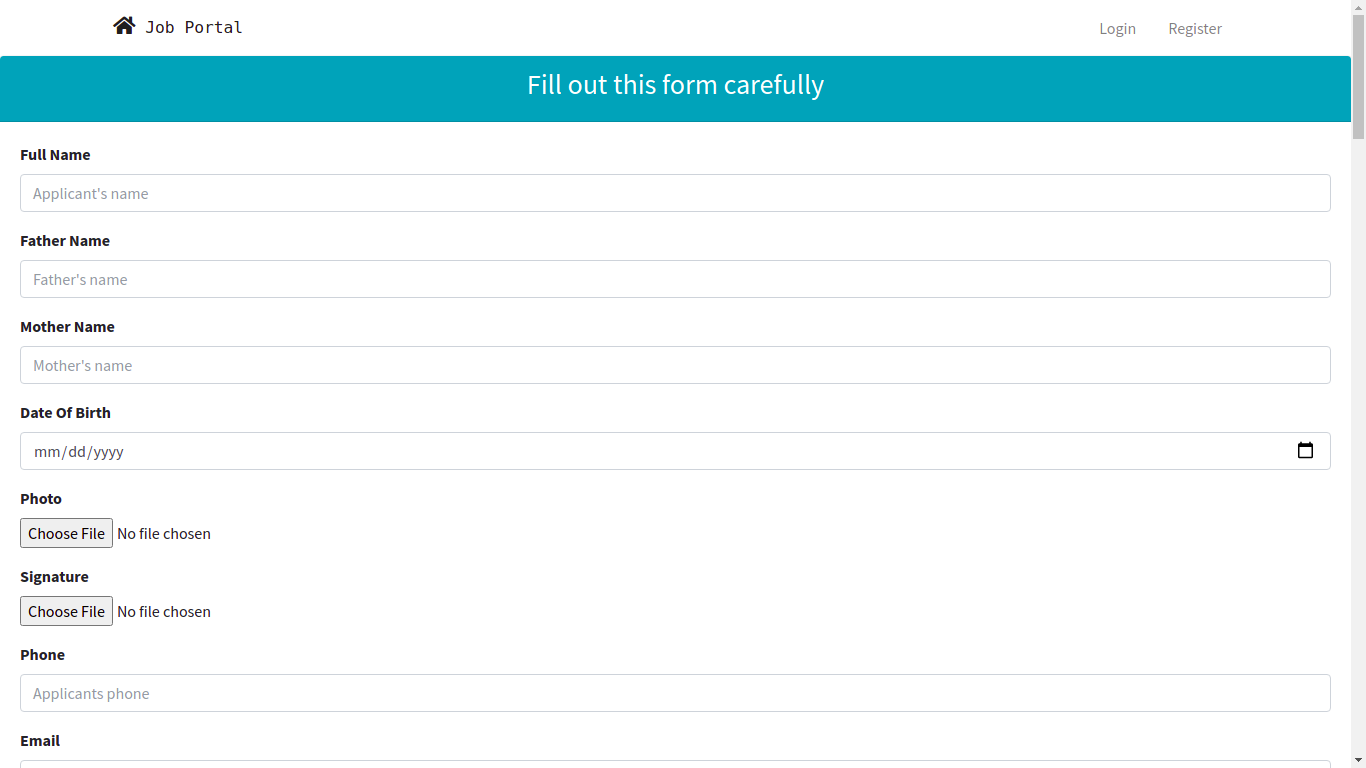 Job Portal
Login
Register
Fill out this form carefully
Full Name
Applicant's name
Father Name
Father's name
Mother Name
Mother's name
Date Of Birth
mm/dd/yyyy
Photo
Choose File No file chosen
Signature
Choose File No file chosen
Phone
Applicants phone
Email